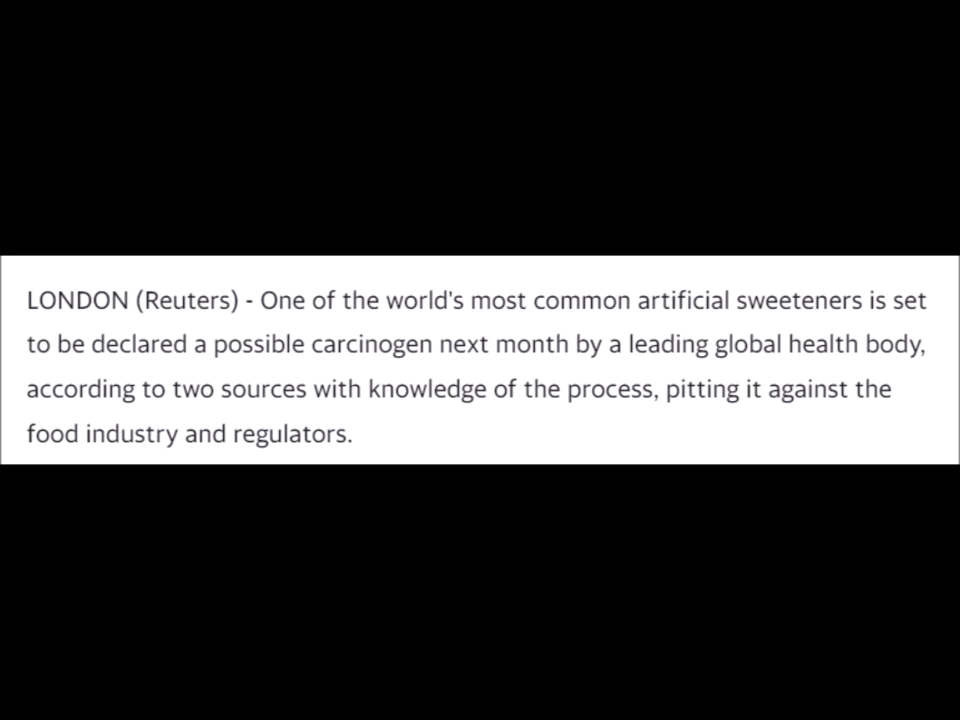 LONDON (Reuters) - One of the world's most common artificial sweeteners is set
to be declared a possible carcinogen next month by a leading global health body,
according to two sources with knowledge of the process, pitting it against the
food industry and regulators.